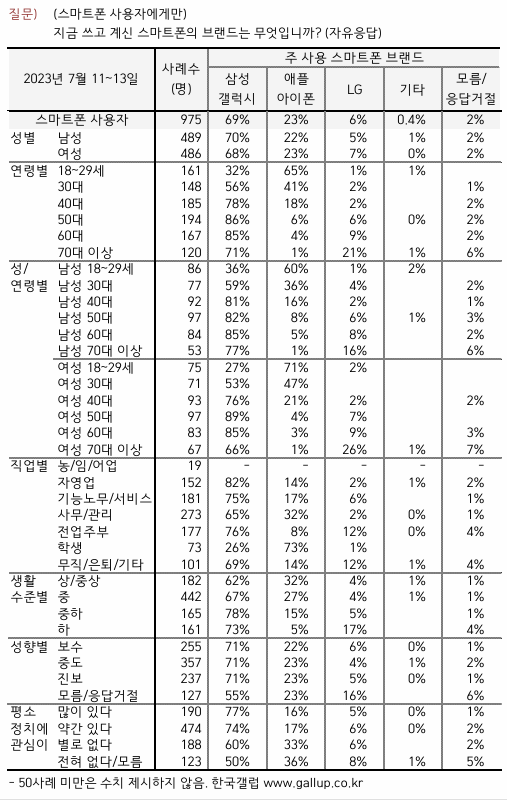 질문) (스마트폰 사용자에게만)
지금 쓰고 계신 스마트폰의 브랜드는 무엇입니까? (자유응답)
2023년 7월 11~13일 사례수 (명) 주 사용 스마트폰 브랜드
삼성 갤럭시 애플 아이폰 LG 기타 모름/응답거절
스마트폰 사용자 975 69% 23% 6% 0.4% 2%
성별 남성 489 70% 22% 5% 1% 2%
여성 486 68% 23% 7% 0% 2%
연령별 18~29세 161 32% 65% 1% 1%
30대 148 56% 41% 2% 1%
40대 185 78% 18% 2% 2%
50대 194 86% 6% 6% 0% 2%
60대 167 85% 4% 9% 2%
70대 이상 120 71% 1% 21% 1% 6%
성/ 남성 18~29세 86 36% 60% 1% 2%
연령별 남성 30대 77 59% 36% 4% 2%
남성 40대 92 81% 16% 2% 1%
남성 50대 97 82% 8% 6% 1% 3%
남성 60대 84 85% 5% 8% 2%
남성 70대 이상 53 77% 1% 16% 6%
여성 18~29세 75 27% 71% 2%
여성 30대 71 53% 47%
여성 40대 93 76% 21% 2% 2%
여성 50대 97 89% 4% 7%
여성 60대 83 85% 3% 9% 3%
여성 70대 이상 67 66% 1% 26% 1% 7%
직업별 농/임/어업 19 – – – – –
자영업 152 82% 14% 2% 1% 2%
기능노무/서비스 181 75% 17% 6% 1%
사무/관리 273 65% 32% 2% 0% 1%
전업주부 177 76% 8% 12% 0% 4%
학생 73 26% 73% 1%
무직/은퇴/기타 101 69% 14% 12% 1% 4%
생활 상/중상 182 62% 32% 4% 1% 1%
수준별 중 442 67% 27% 4% 1% 1%
중하 165 78% 15% 5% 1%
하 161 73% 5% 17% 4%
성향별 보수 255 71% 22% 6% 0% 1%
중도 357 71% 23% 4% 1% 2%
진보 237 71% 23% 5% 0% 1%
모름/응답거절 127 55% 23% 16% 6%
평소 많이 있다 190 77% 16% 5% 0% 1%
정치에 약간 있다 474 74% 17% 6% 0% 2%
관심이 별로 없다 188 60% 33% 6% 2%
전혀 없다/모름 123 50% 36% 8% 1% 5%
– 50사례 미만은 수치 제시하지 않음. 한국갤럽 www.gallup.co.kr